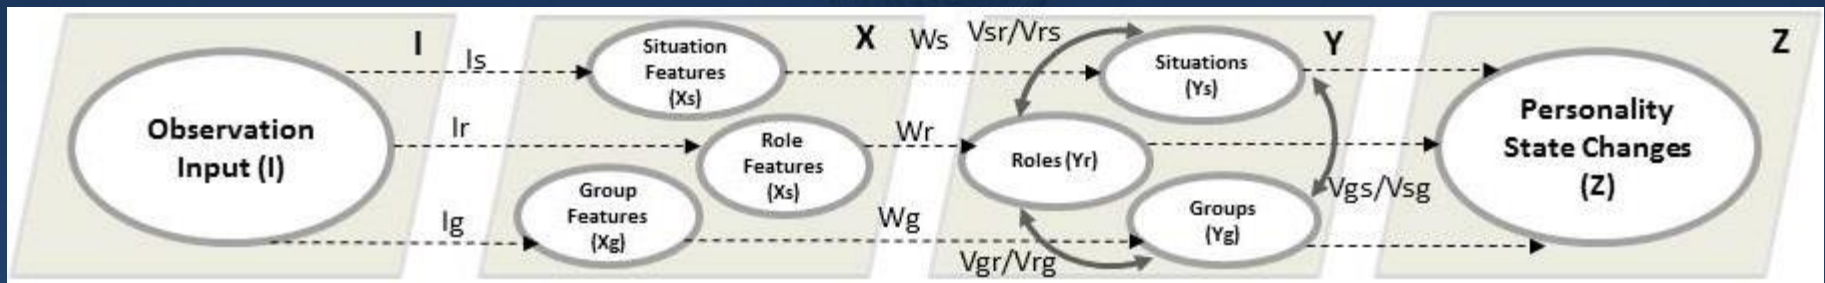 I
X
Y
Z
Observation
Input (I)
Is
Ir
Ig
Situation
Features
(Xs)
Role
Features
(Xs)
Group
Features
(Xg)
Ws
Wr
Wg
Vsr/Vrs
Situations
(Ys)
Roles (Yr)
Groups
(Yg)
Vgs/Vsg
Vgr/Vrg
Personality
State Changes
(Z)